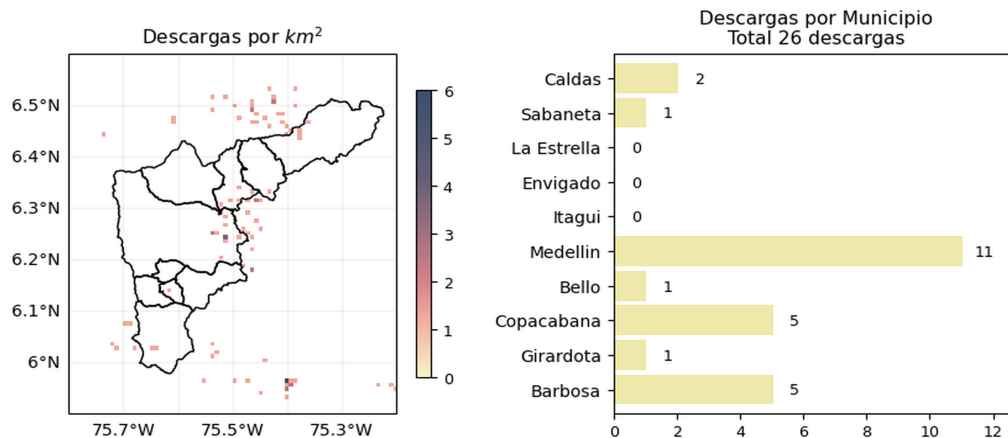 Descargas por km²
6.5°N
6.4°N
6.3°N
6.2°N
6.1°N
6°N
75.7°W
75.5°W
75.3°W
6
5
4
3
2
1
0
Descargas por Municipio
Total 26 descargas
Caldas
2
Sabaneta
1
La Estrella
0
Envigado
0
Itagui
0
Medellin
11
Bello
1
Copacabana
5
Girardota
1
Barbosa
5
0
2
4
6
8
10
12